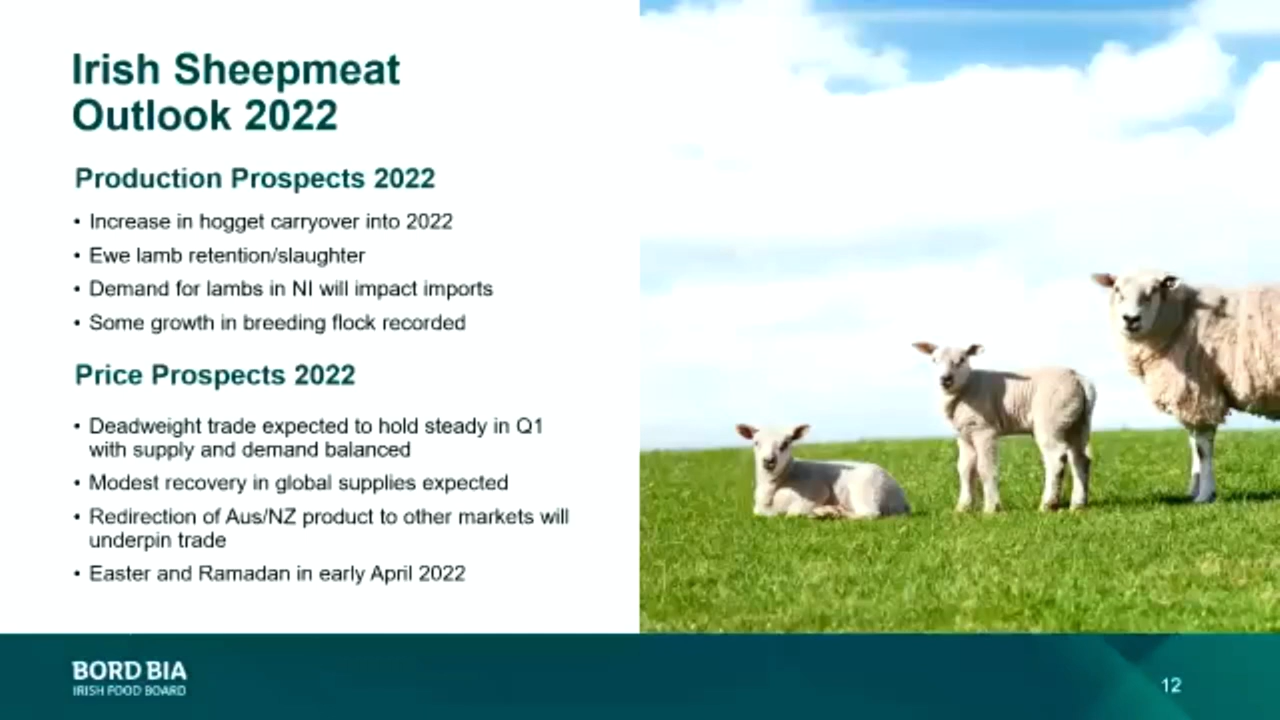 Irish Sheepmeat
Outlook 2022
Production Prospects 2022
• Increase in hogget carryover into 2022
• Ewe lamb retention/slaughter
• Demand for lambs in NI will impact imports
• Some growth in breeding flock recorded
Price Prospects 2022
• Deadweight trade expected to hold steady in Q1
with supply and demand balanced
• Modest recovery in global supplies expected
• Redirection of Aus/NZ product to other markets will
underpin trade
• Easter and Ramadan in early April 2022
BORD BIA
IRISH FOOD BOARD
12